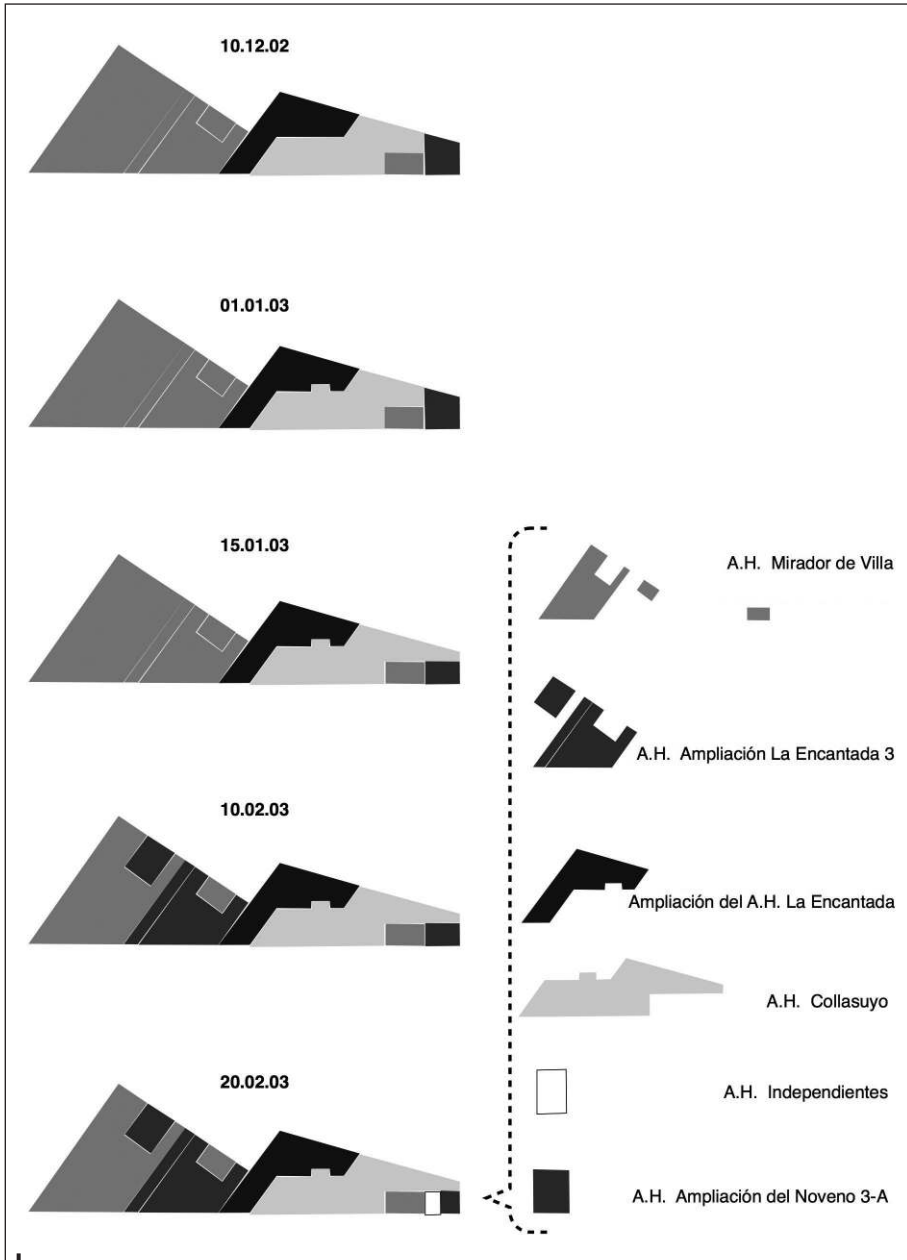 10.12.02
01.01.03
15.01.03
10.02.03
20.02.03
A.H. Mirador de Villa
A.H. Ampliación La Encantada 3
Ampliación del A.H. La Encantada
A.H. Collasuyo
A.H. Independientes
A.H. Ampliación del Noveno 3-A